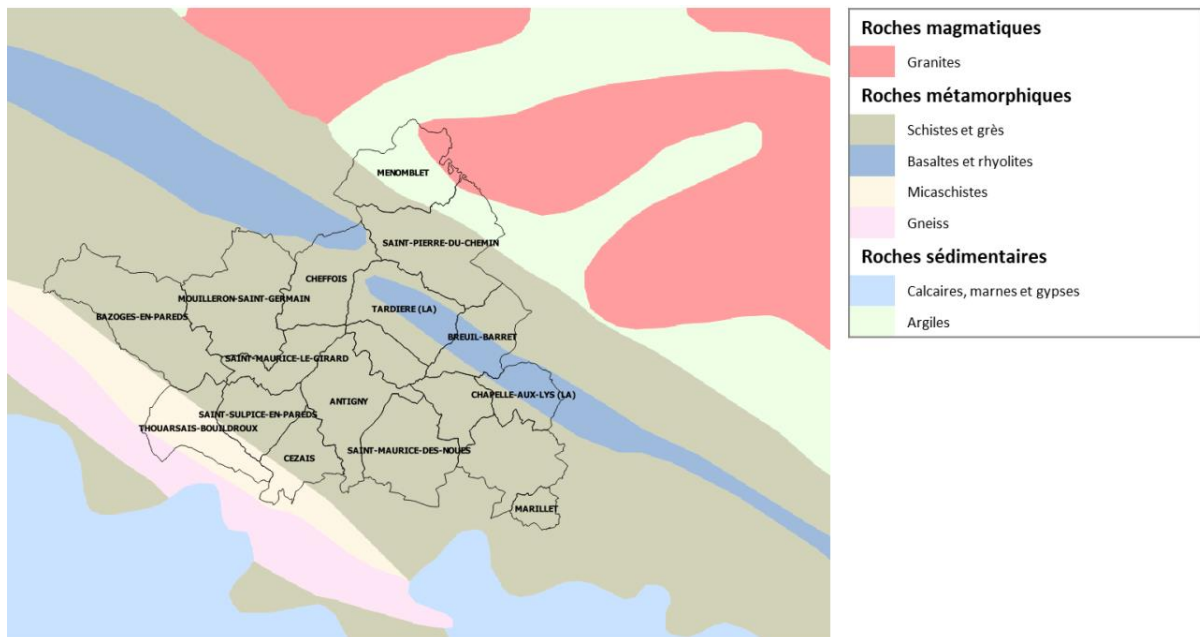 MENOMBLET
SAINT-PIERRE-DU-CHEMIN
CHEFFOIS
MOUILLERON-SAINT-GERMAIN
TARDIERE (LA)
BAZOGES-EN-PAREDS
BREUIL-BARRET
SAINT-MAURICE-LE-GIRARD
CHAPELLE-AUX-LYS (LA)
ANTIGNY
SAINT-SULPICE-EN-PAREDS
THOUARSAIS-BOUILDROUX
SAINT-MAURICE-DES-NOUES
CEZAIS
MARILLET
Roches magmatiques
Granites
Roches métamorphiques
Schistes et grès
Basaltes et rhyolites
Micaschistes
Gneiss
Roches sédimentaires
Calcaires, marnes et gypses
Argiles